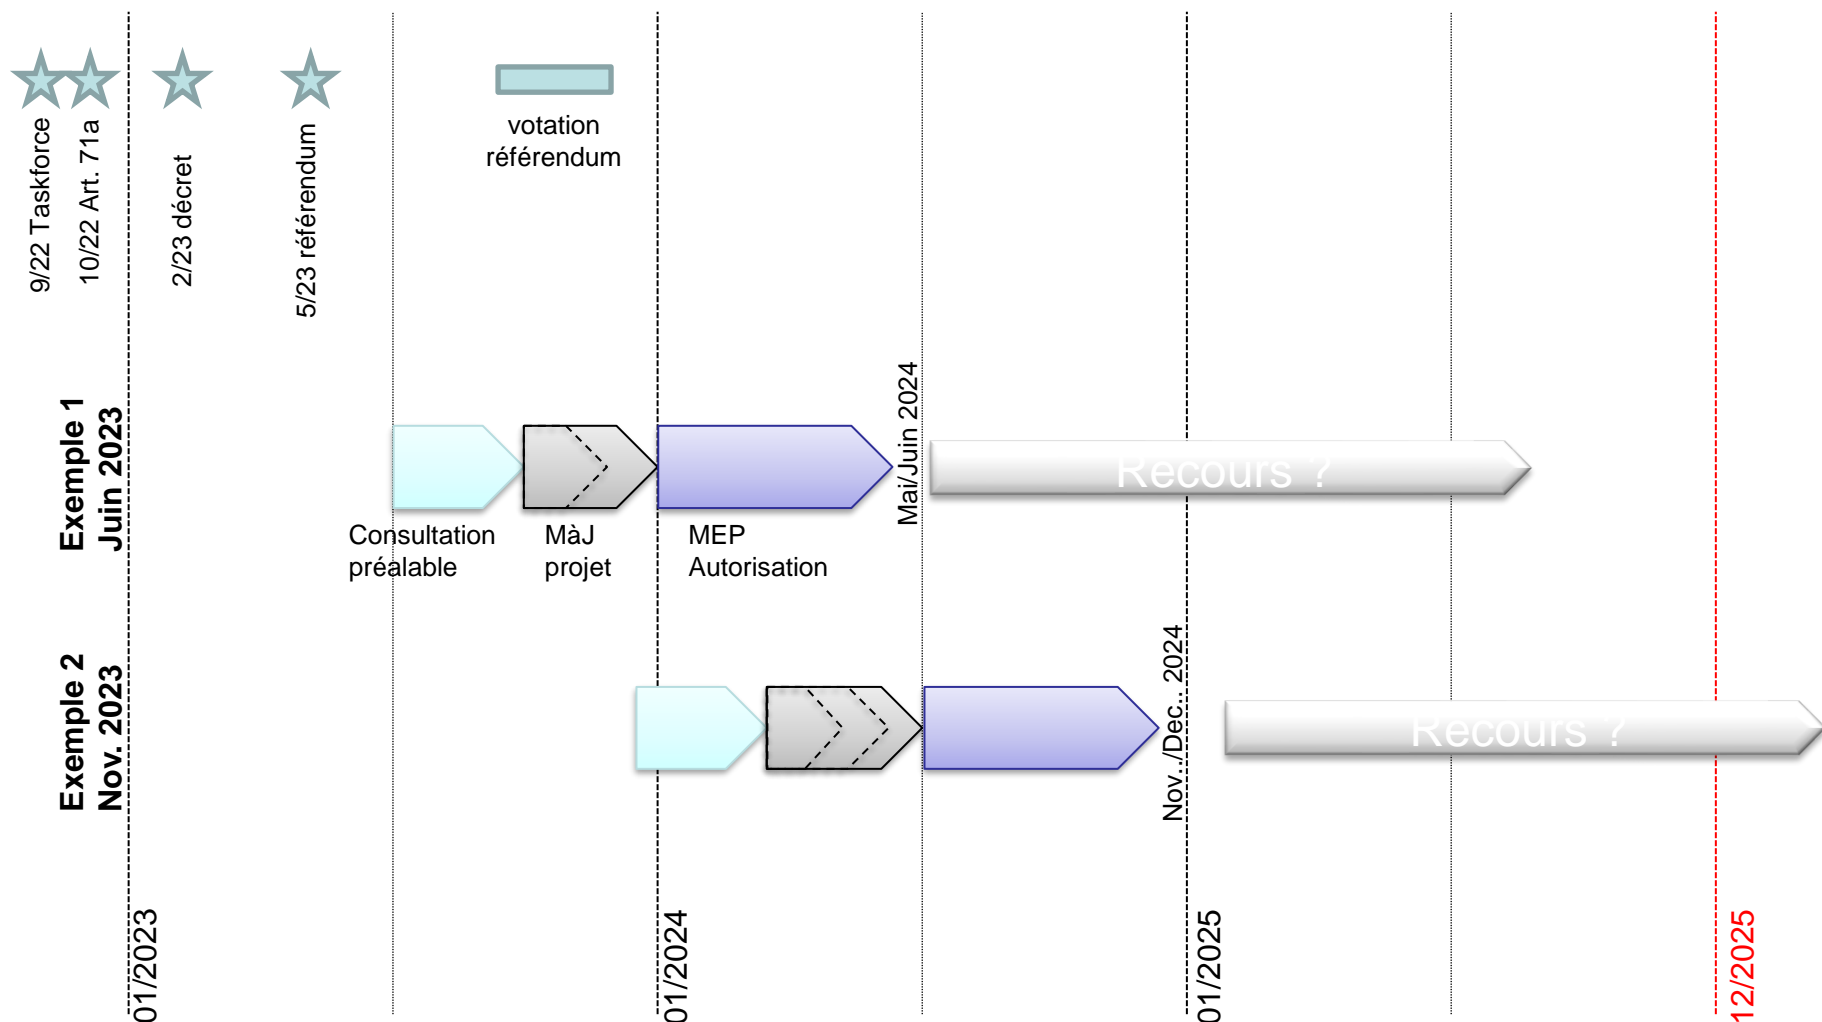 9/22 Taskforce
10/22 Art. 71a
2/23 décret
5/23 référendum
votation
référendum
Exemple 1
Juin 2023
Consultation
préalable
MàJ
projet
MEP
Autorisation
Mai/Juin 2024
Recours ?
Exemple 2
Nov. 2023
Nov../Dec.. 2024
Recours ?
01/2023
01/2024
01/2025
12/2025